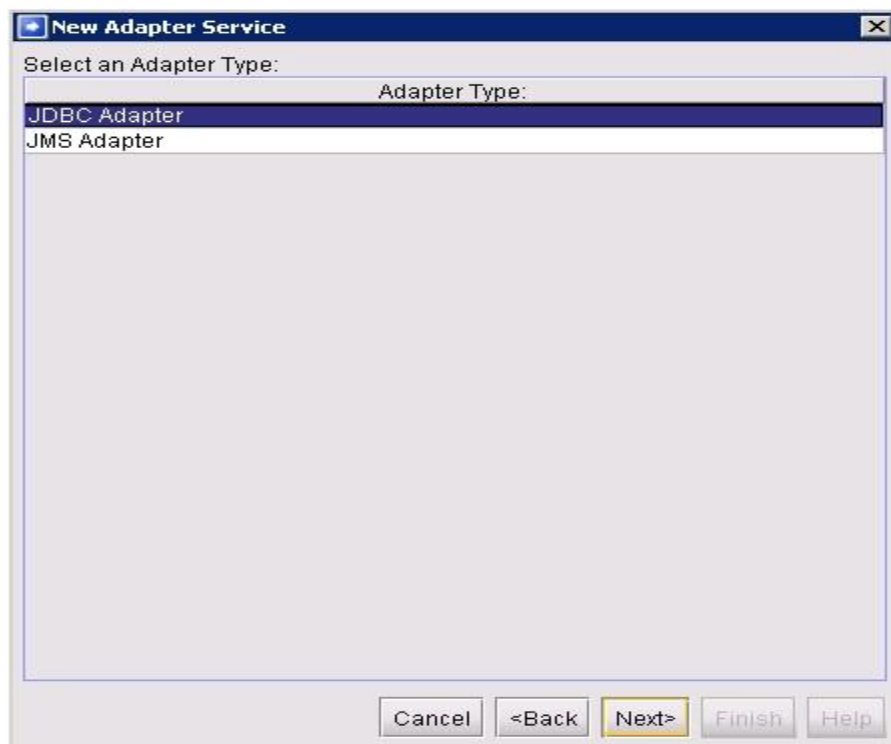 New Adapter Service
Select an Adapter Type:
Adapter Type:
JDBC Adapter
JMS Adapter
Cancel <Back Next> Finish Help